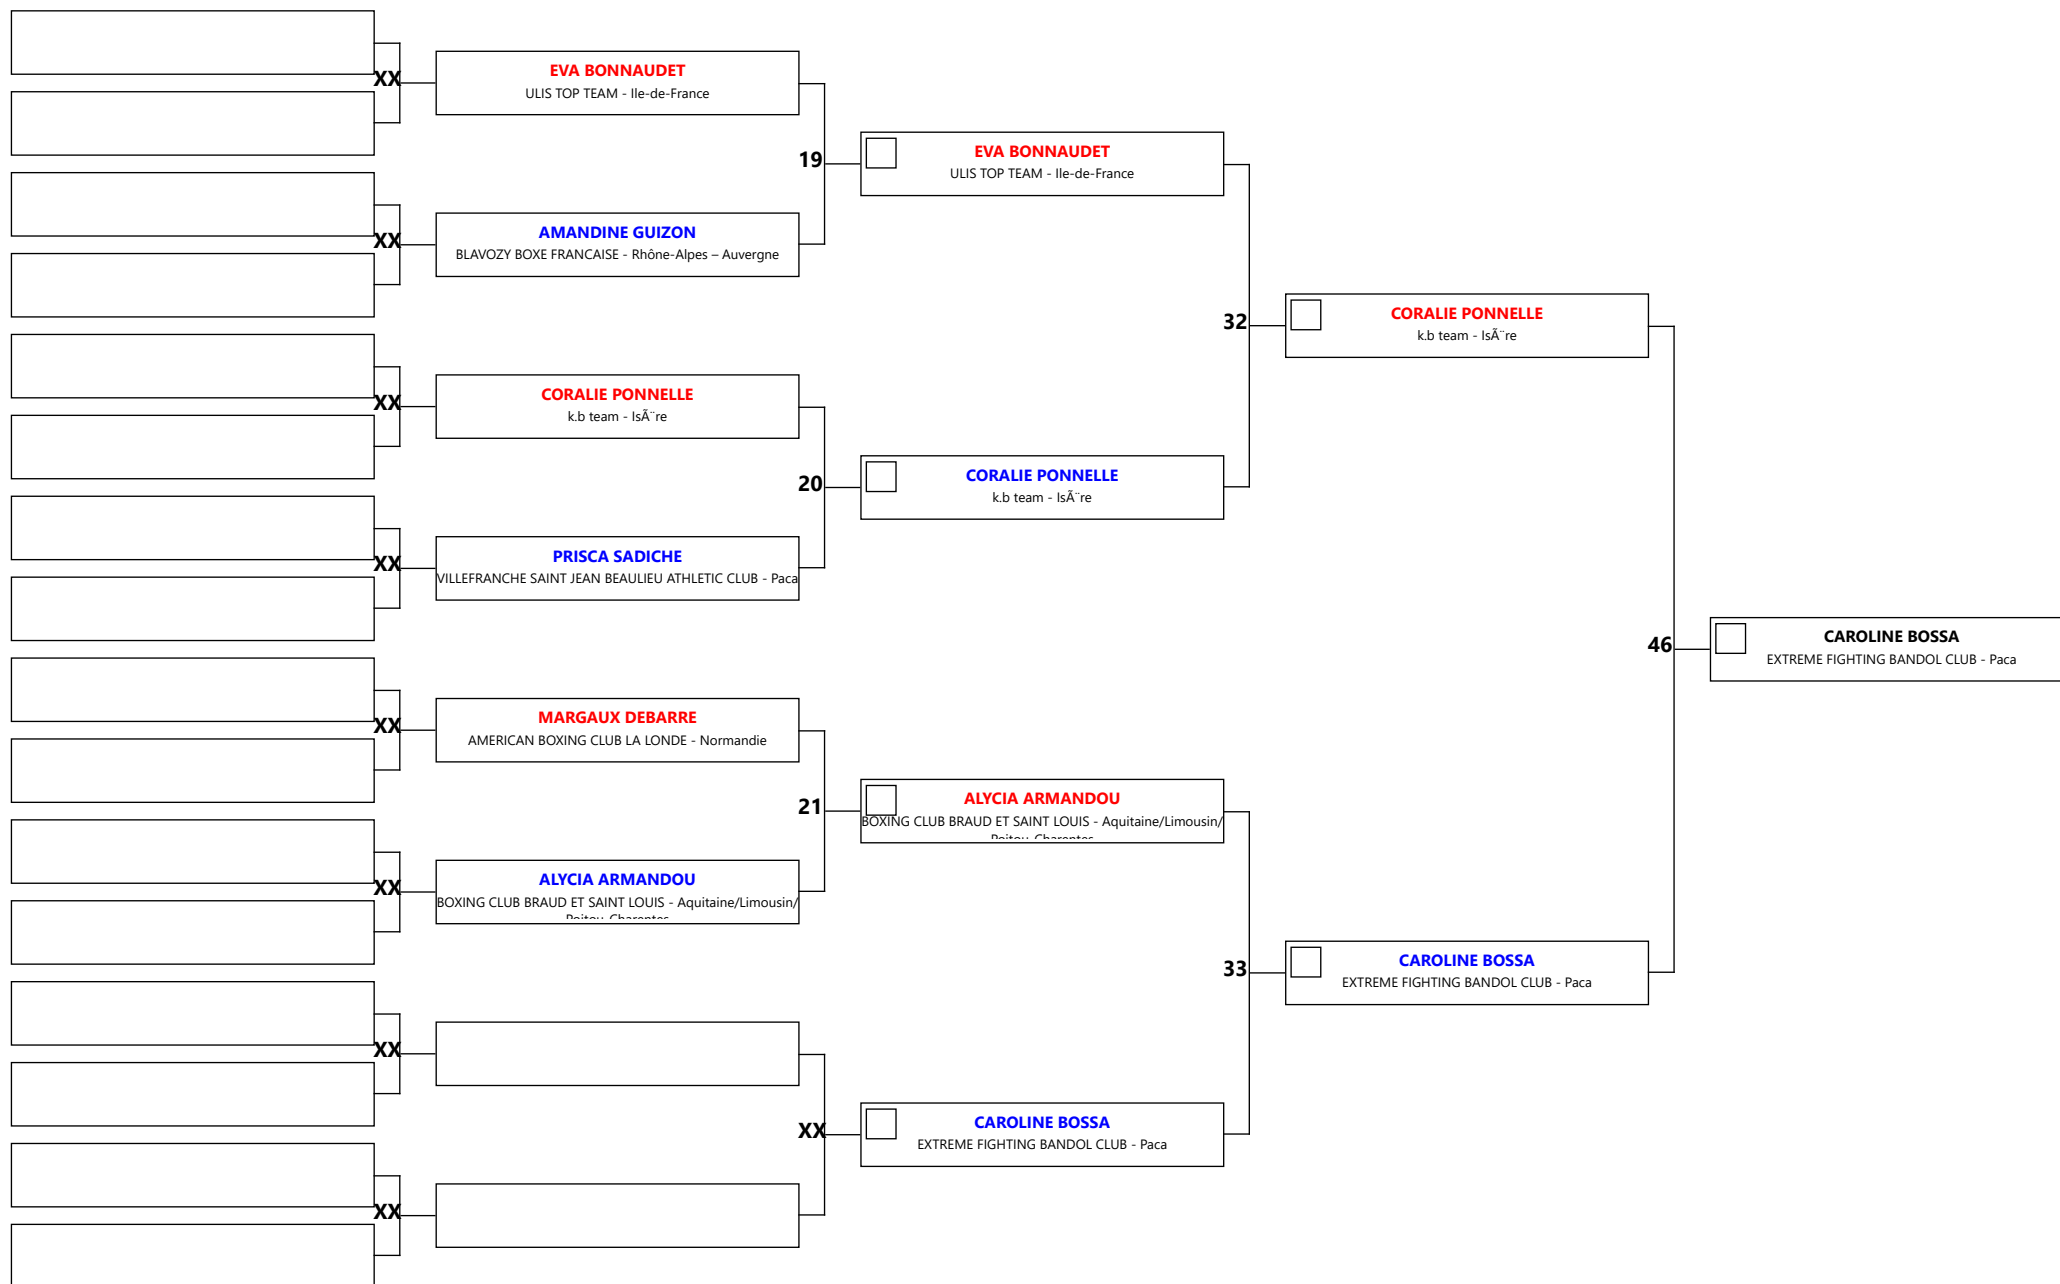 XX
XX
XX
XX
XX
XX
XX
XX
EVA BONNAUDET
ULIS TOP TEAM - Ile-de-France
AMANDINE GUIZON
BLAVOZY BOXE FRANCAISE - Rhône-Alpes – Auvergne
CORALIE PONNELLE
k.b team - IsÃ¨re
PRISCA SADICHE
VILLEFRANCHE SAINT JEAN BEAULIEU ATHLETIC CLUB - Paca
MARGAUX DEBARRE
AMERICAN BOXING CLUB LA LONDE - Normandie
ALYCIA ARMANDOU
BOXING CLUB BRAUD ET SAINT LOUIS - Aquitaine/Limousin/
Poitou-Charentes
19
20
21
XX
EVA BONNAUDET
ULIS TOP TEAM - Ile-de-France
CORALIE PONNELLE
k.b team - IsÃ¨re
ALYCIA ARMANDOU
BOXING CLUB BRAUD ET SAINT LOUIS - Aquitaine/Limousin/
Poitou-Charentes
CAROLINE BOSSA
EXTREME FIGHTING BANDOL CLUB - Paca
32
33
CORALIE PONNELLE
k.b team - IsÃ¨re
CAROLINE BOSSA
EXTREME FIGHTING BANDOL CLUB - Paca
46
CAROLINE BOSSA
EXTREME FIGHTING BANDOL CLUB - Paca